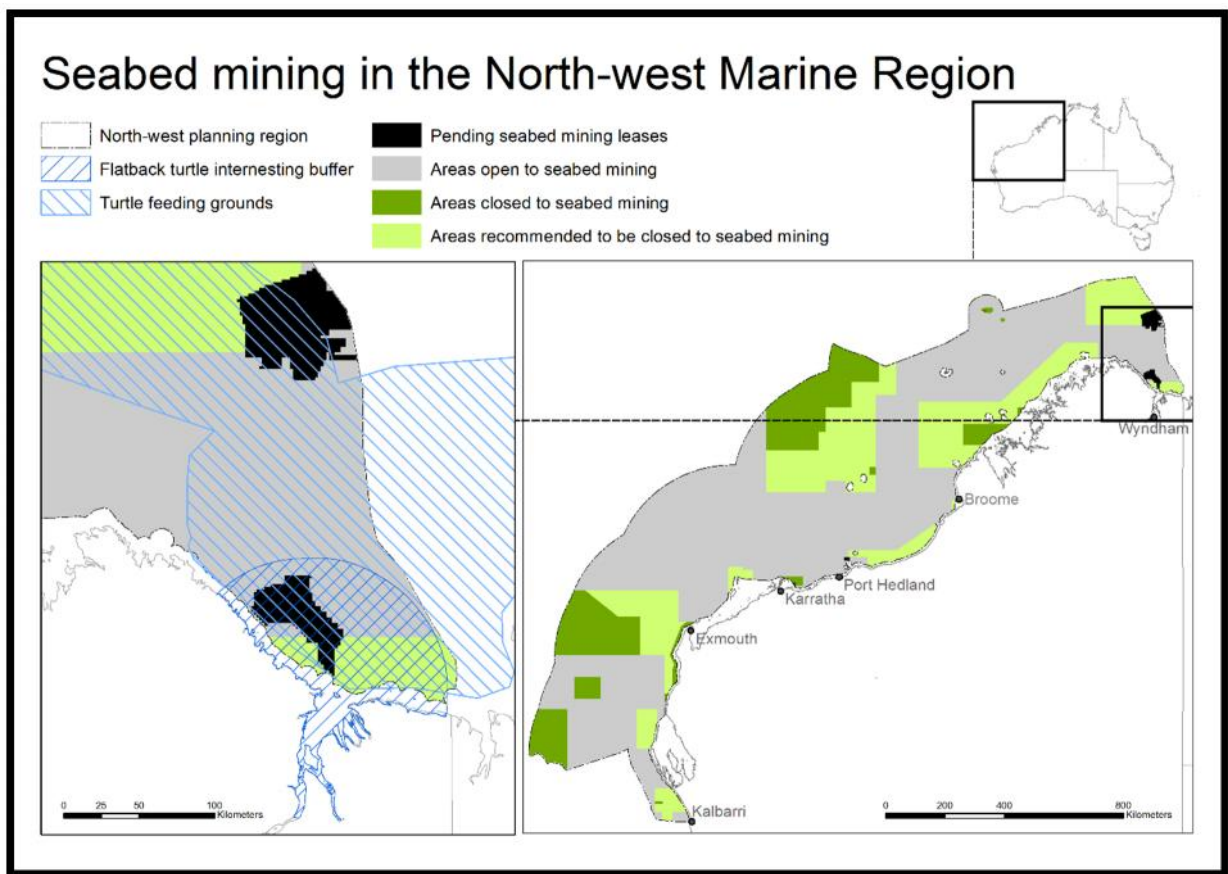 Seabed mining in the North-west Marine Region
North-west planning region
Flatback turtle internesting buffer
Turtle feeding grounds
Pending seabed mining leases
Areas open to seabed mining
Areas closed to seabed mining
Areas recommended to be closed to seabed mining
Wyndham
Broome
Port Hedland
Karratha
Exmouth
Kalbarri
0 25 50 100
Kilometers
0 200 400 800
Kilometers